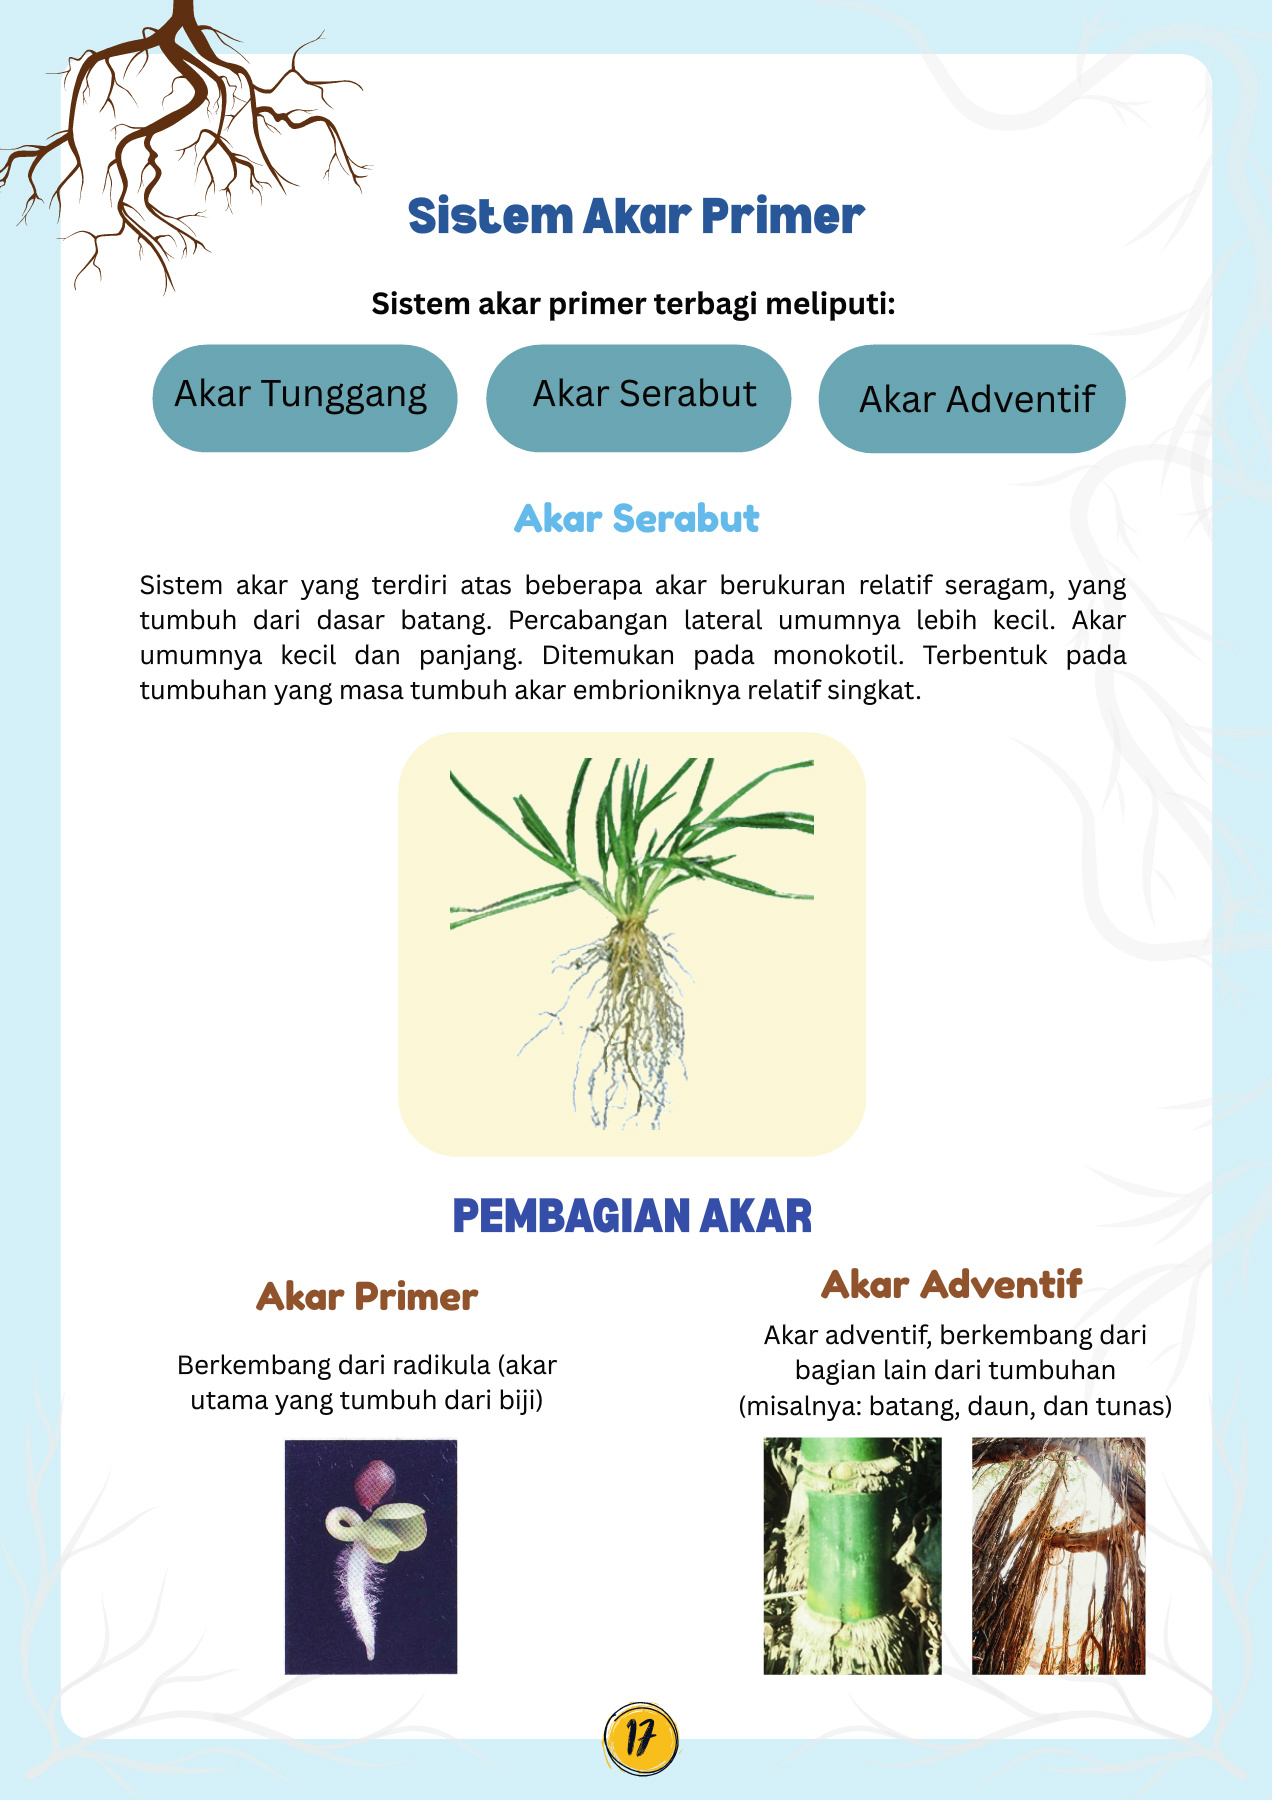 Sistem Akar Primer
Sistem akar primer terbagi meliputi:
Akar Tunggang
Akar Serabut
Akar Adventif
Akar Serabut
Sistem akar yang terdiri atas beberapa akar berukuran relatif seragam, yang
tumbuh dari dasar batang. Percabangan lateral umumnya lebih kecil. Akar
umumnya kecil dan panjang. Ditemukan pada monokotil. Terbentuk pada
tumbuhan yang masa tumbuh akar embrioniknya relatif singkat.
PEMBAGIAN AKAR
Akar Primer
Berkembang dari radikula (akar
utama yang tumbuh dari biji)
Akar Adventif
Akar adventif, berkembang dari
bagian lain dari tumbuhan
(misalnya: batang, daun, dan tunas)
17